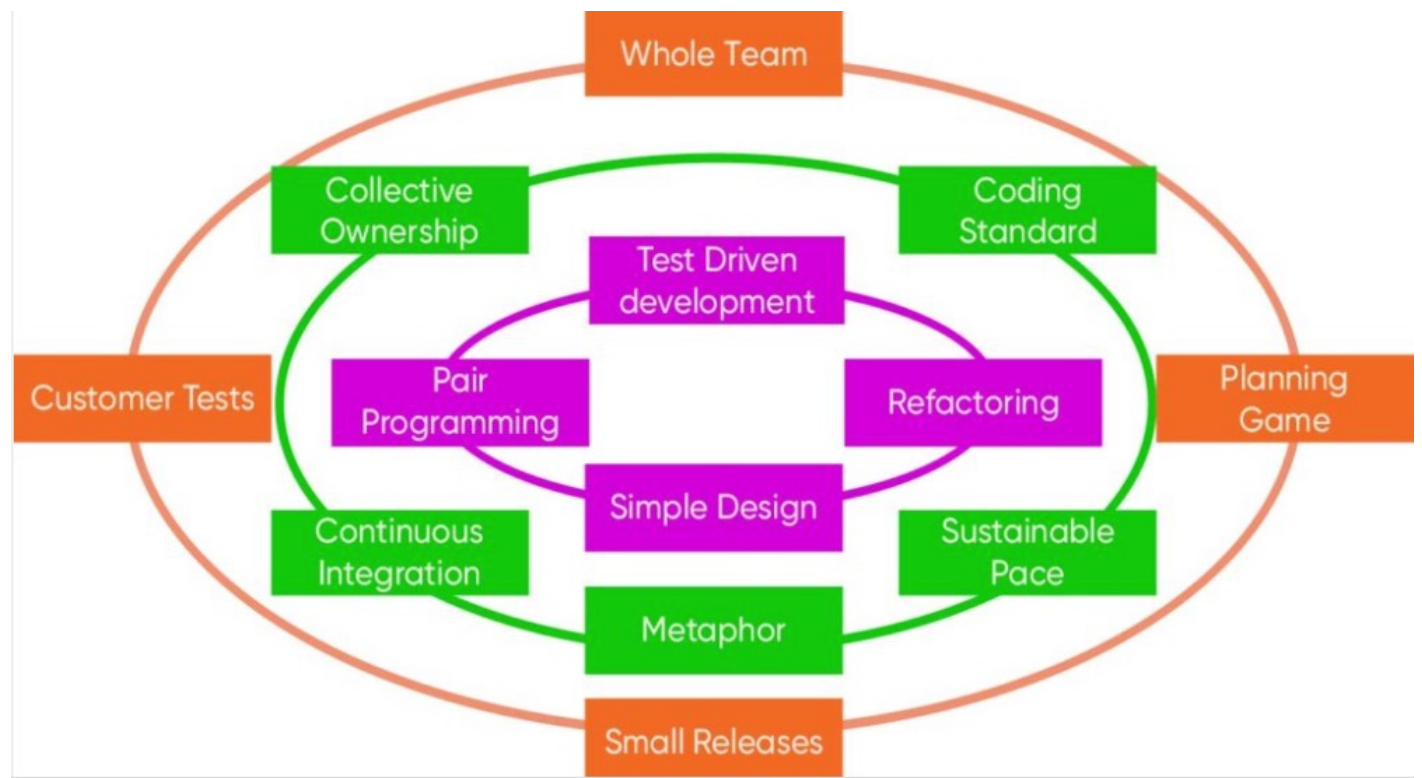 Whole Team
Collective
Ownership
Coding
Standard
Test Driven
development
Customer Tests
Pair
Programming
Refactoring
Planning
Game
Simple Design
Continuous
Integration
Sustainable
Pace
Metaphor
Small Releases